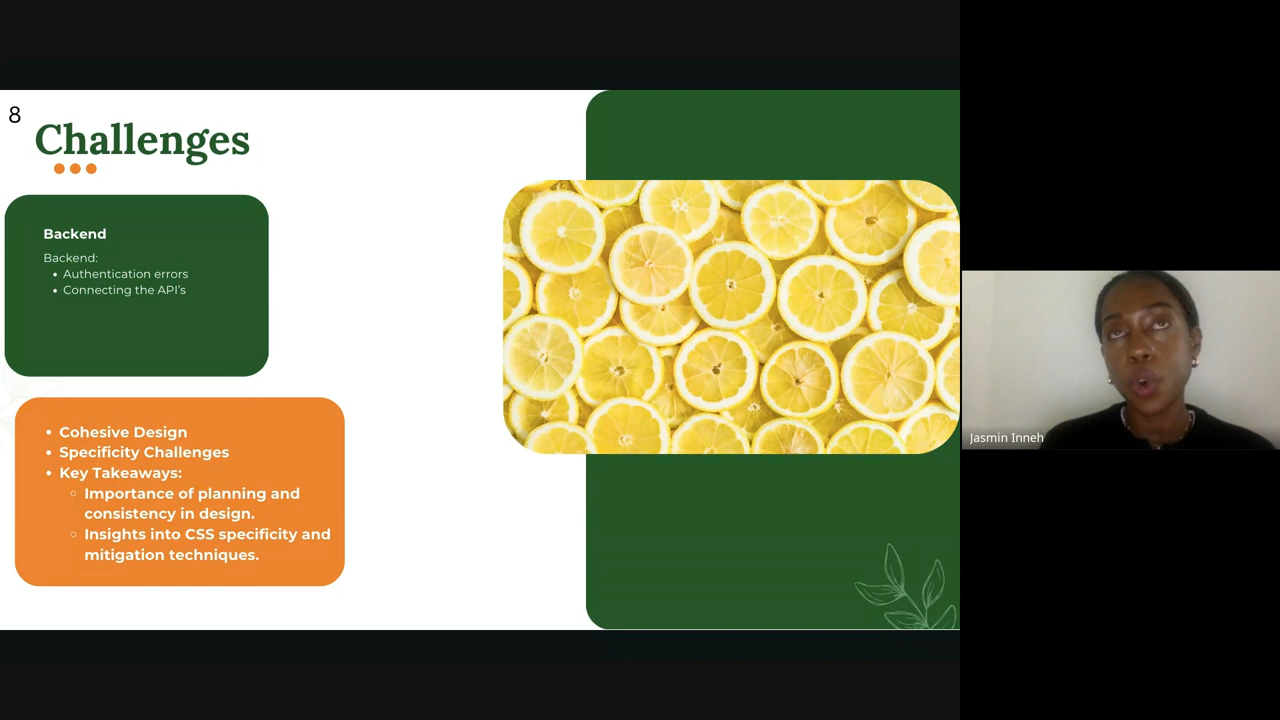 8
Challenges
Backend
Backend:
• Authentication errors
• Connecting the API’s
• Cohesive Design
• Specificity Challenges
• Key Takeaways:
○ Importance of planning and
consistency in design.
○ Insights into CSS specificity and
mitigation techniques.
Jasmin Inneh